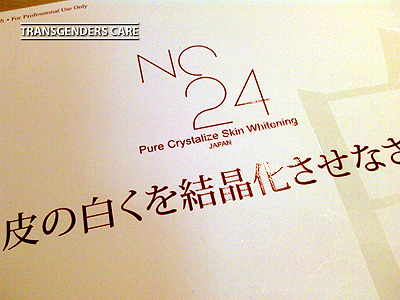 • For Professional Use Only
TRANSGENDERS CARE
NC
24
Pure Crystalize Skin Whitening
JAPAN
皮の白くを結晶化させなさ